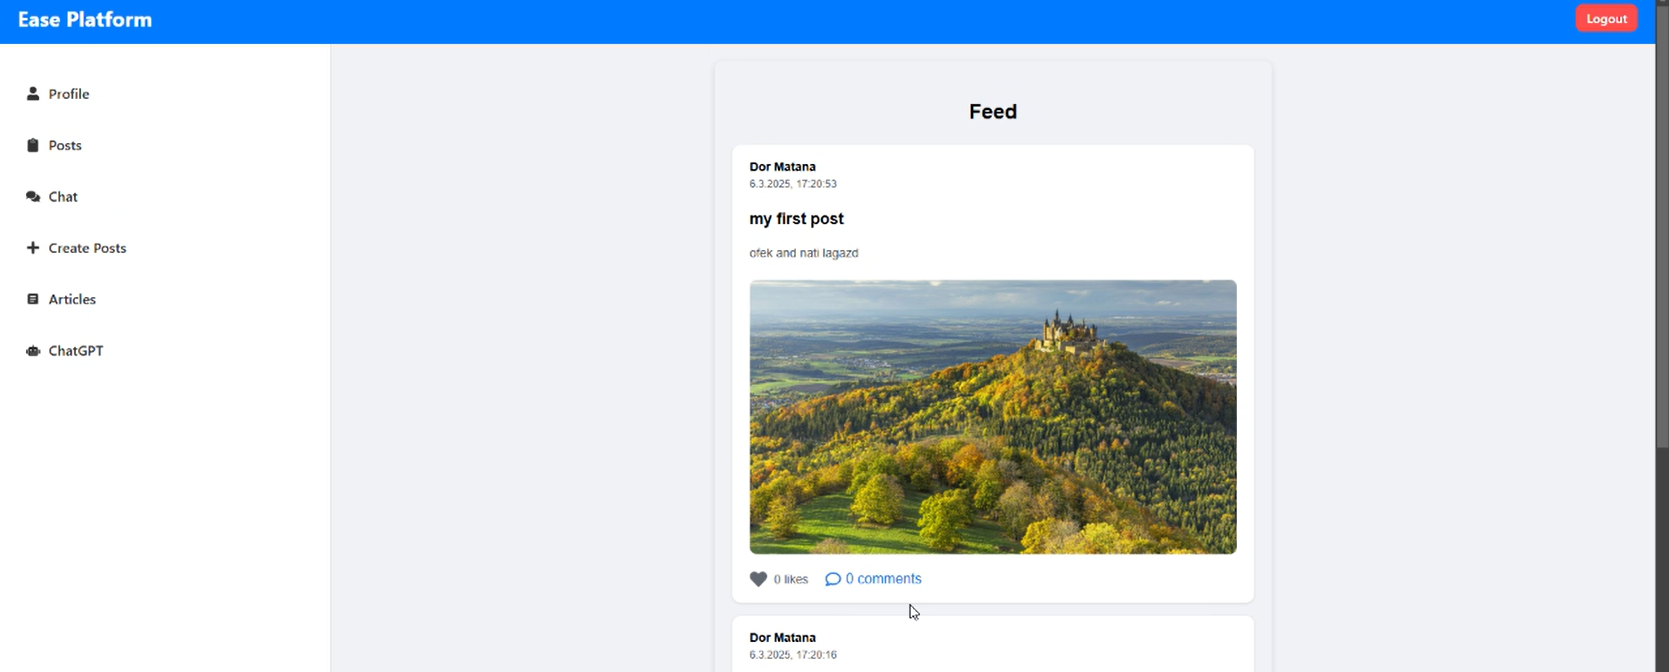 Ease Platform
Logout
Profile
Posts
Chat
Create Posts
Articles
ChatGPT
Feed
Dor Matana
6.3.2025, 17:20:53
my first post
ofek and nati lagazd
0 likes
0 comments
Dor Matana
6.3.2025, 17:20:16